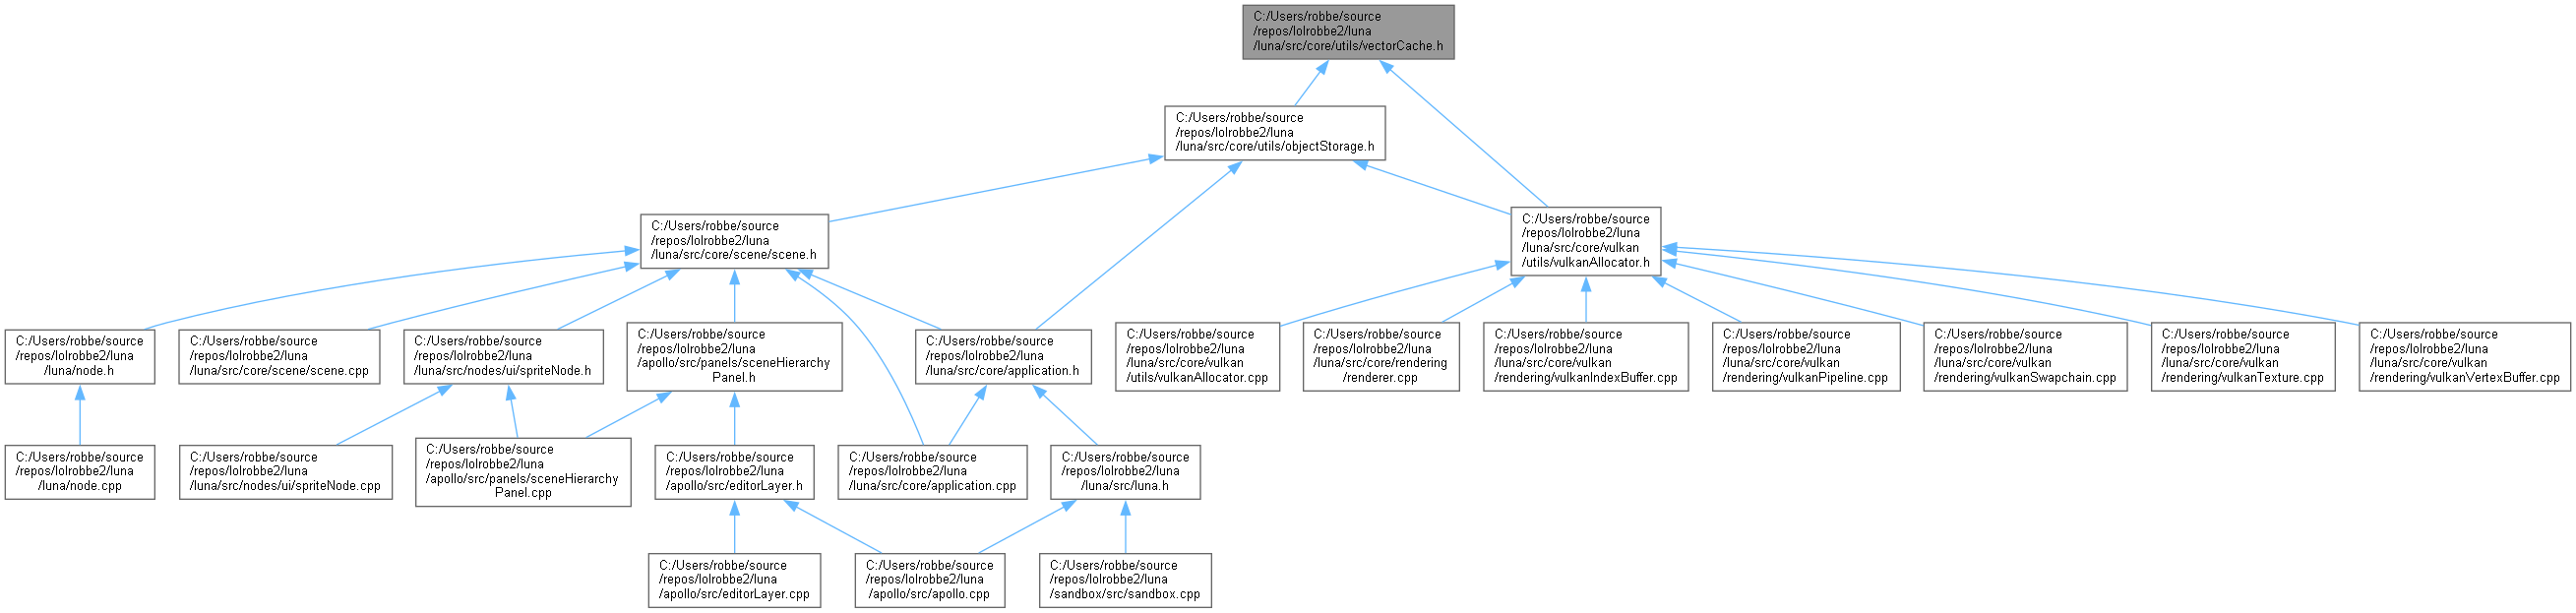 C:/Users/robbe/source
/repos/lolrobbe2/luna
/luna/src/core/utils/vectorCache.h
C:/Users/robbe/source
/repos/lolrobbe2/luna
/luna/src/core/utils/objectStorage.h
C:/Users/robbe/source
/repos/lolrobbe2/luna
/luna/src/core/scene/scene.h
C:/Users/robbe/source
/repos/lolrobbe2/luna
/luna/src/core/vulkan
/utils/vulkanAllocator.h
C:/Users/robbe/source
/repos/lolrobbe2/luna
/luna/node.h
C:/Users/robbe/source
/repos/lolrobbe2/luna
/luna/src/core/scene/scene.cpp
C:/Users/robbe/source
/repos/lolrobbe2/luna
/luna/src/nodes/ui/spriteNode.h
C:/Users/robbe/source
/repos/lolrobbe2/luna
/apollo/src/panels/sceneHierarchy
Panel.h
C:/Users/robbe/source
/repos/lolrobbe2/luna
/luna/src/core/application.h
C:/Users/robbe/source
/repos/lolrobbe2/luna
/luna/src/core/vulkan
/utils/vulkanAllocator.cpp
C:/Users/robbe/source
/repos/lolrobbe2/luna
/luna/src/core/rendering
/renderer.cpp
C:/Users/robbe/source
/repos/lolrobbe2/luna
/luna/src/core/vulkan
/rendering/vulkanIndexBuffer.cpp
C:/Users/robbe/source
/repos/lolrobbe2/luna
/luna/src/core/vulkan
/rendering/vulkanPipeline.cpp
C:/Users/robbe/source
/repos/lolrobbe2/luna
/luna/src/core/vulkan
/rendering/vulkanSwapchain.cpp
C:/Users/robbe/source
/repos/lolrobbe2/luna
/luna/src/core/vulkan
/rendering/vulkanTexture.cpp
C:/Users/robbe/source
/repos/lolrobbe2/luna
/luna/src/core/vulkan
/rendering/vulkanVertexBuffer.cpp
C:/Users/robbe/source
/repos/lolrobbe2/luna
/luna/node.cpp
C:/Users/robbe/source
/repos/lolrobbe2/luna
/luna/src/nodes/ui/spriteNode.cpp
C:/Users/robbe/source
/repos/lolrobbe2/luna
/apollo/src/panels/sceneHierarchy
Panel.cpp
C:/Users/robbe/source
/repos/lolrobbe2/luna
/apollo/src/editorLayer.h
C:/Users/robbe/source
/repos/lolrobbe2/luna
/luna/src/core/application.cpp
C:/Users/robbe/source
/repos/lolrobbe2/luna
/luna/src/luna.h
C:/Users/robbe/source
/repos/lolrobbe2/luna
/apollo/src/editorLayer.cpp
C:/Users/robbe/source
/repos/lolrobbe2/luna
/apollo/src/apollo.cpp
C:/Users/robbe/source
/repos/lolrobbe2/luna
/sandbox/src/sandbox.cpp